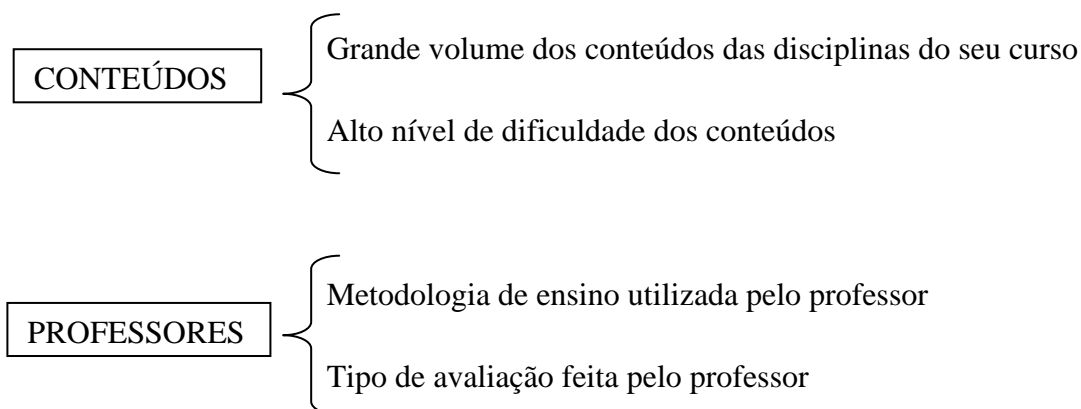 Grande volume dos conteúdos das disciplinas do seu curso
CONTEÚDOS
Alto nível de dificuldade dos conteúdos
Metodologia de ensino utilizada pelo professor
PROFESSORES
Tipo de avaliação feita pelo professor